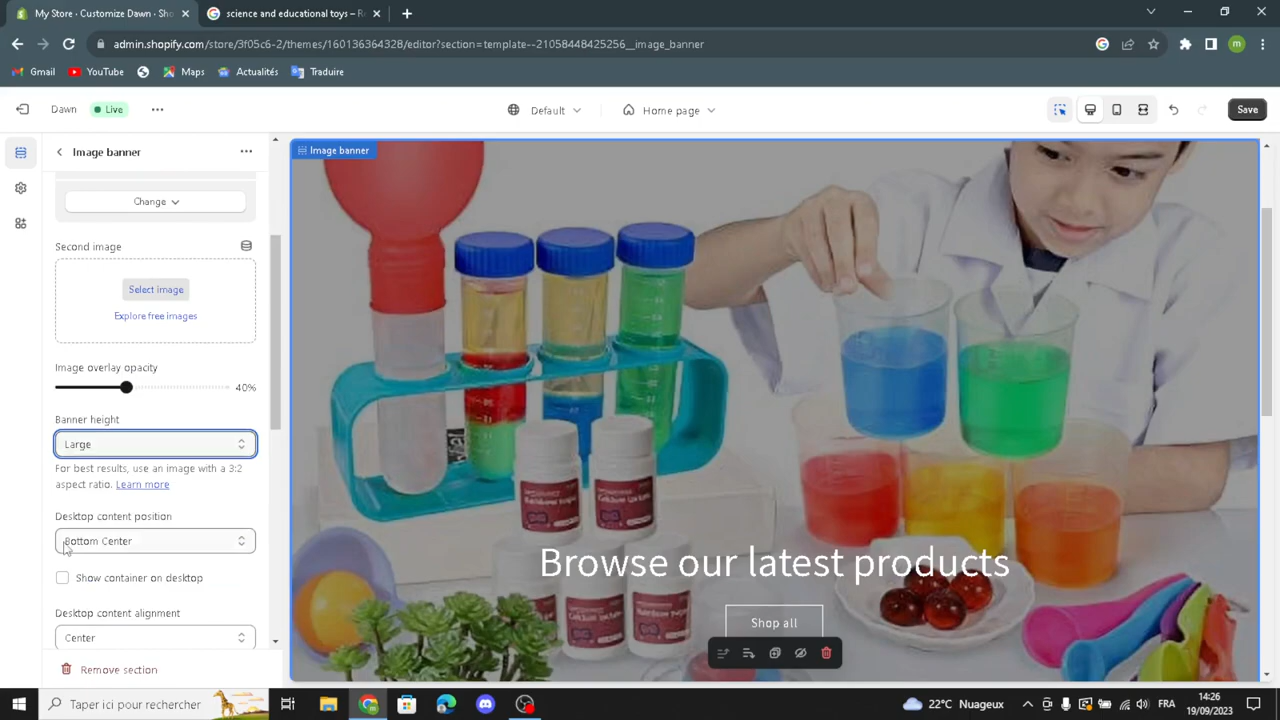 My Store · Customize Dawn · Sho
science and educational toys – Re
admin.shopify.com/store/3f05c6-2/themes/160136364328/editor?section=template--21058448425256__image_banner
Gmail
YouTube
Maps
Actualités
Traduire
Dawn
Live
Default
Home page
Save
Image banner
Change
Second image
Select image
Explore free images
Image overlay opacity
40%
Banner height
Large
For best results, use an image with a 3:2
aspect ratio. Learn more
Desktop content position
Bottom Center
Show container on desktop
Desktop content alignment
Center
Remove section
Image banner
Browse our latest products
Shop all
Taper ici pour rechercher
22°C Nuageux
FRA
14:26
19/09/2023